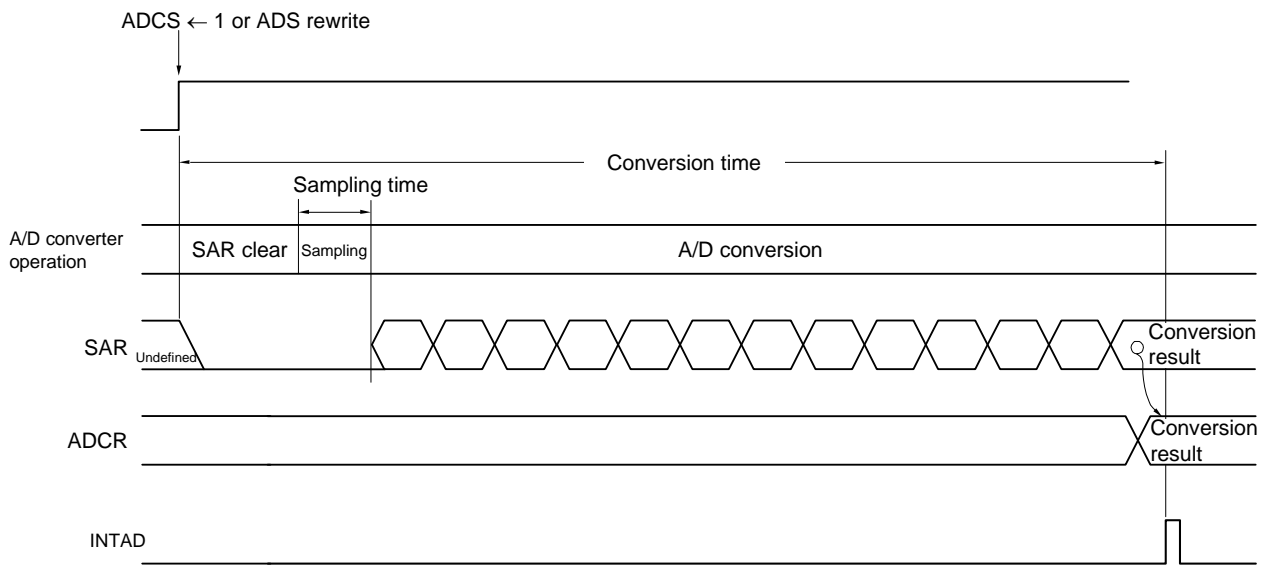 ADCS ← 1 or ADS rewrite
Conversion time
Sampling time
A/D converter
operation
SAR clear
Sampling
A/D conversion
SAR
Undefined
Conversion
result
ADCR
Conversion
result
INTAD